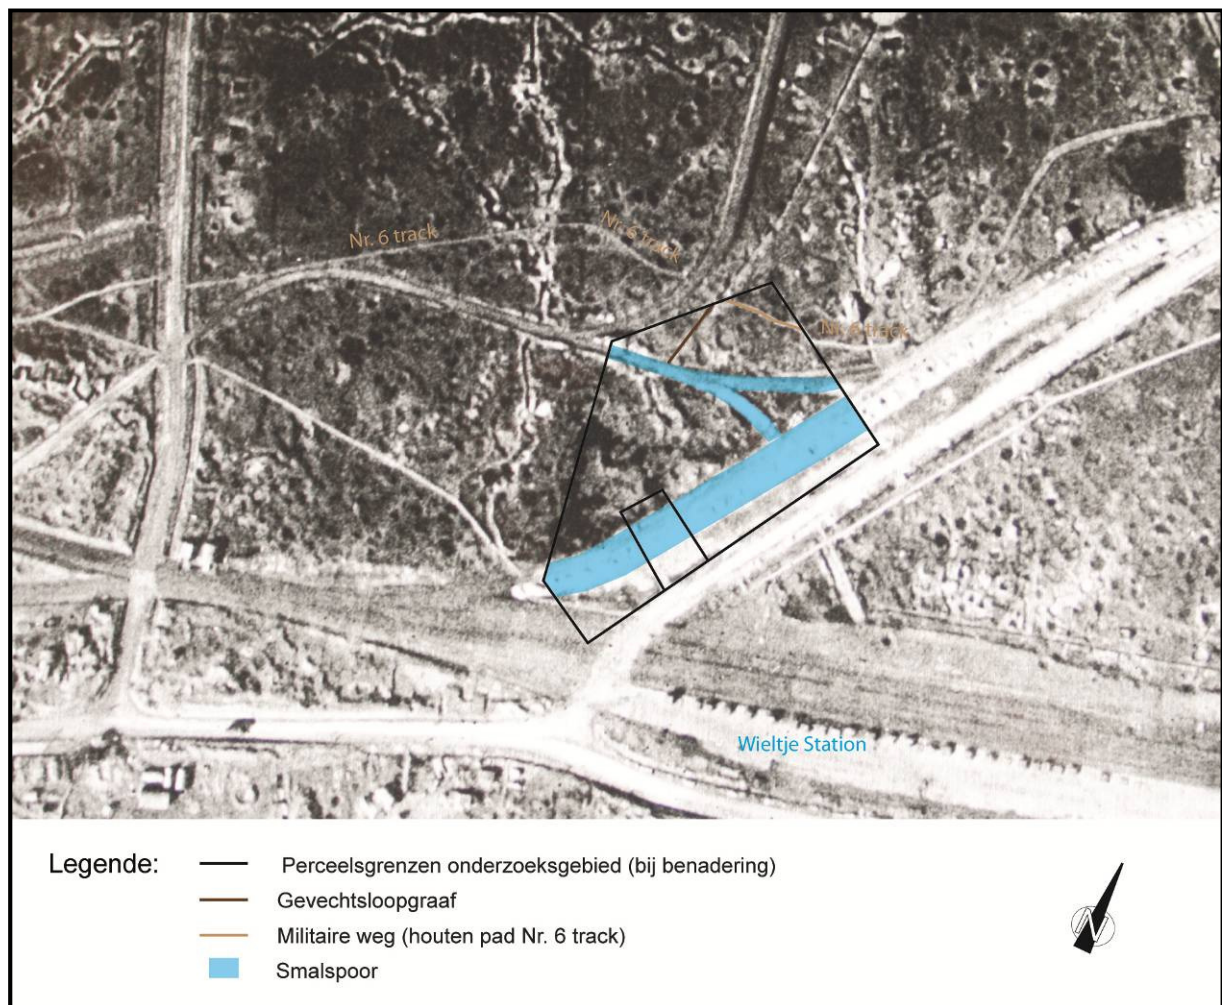 Nr. 6 track
Nr. 6 track
Nr. 6 track
Wieltje Station
Legende:
Perceelsgrenzen onderzoeksgebied (bij benadering)
Gevechtsloopgraaf
Militaire weg (houten pad Nr. 6 track)
Smalspoor
N